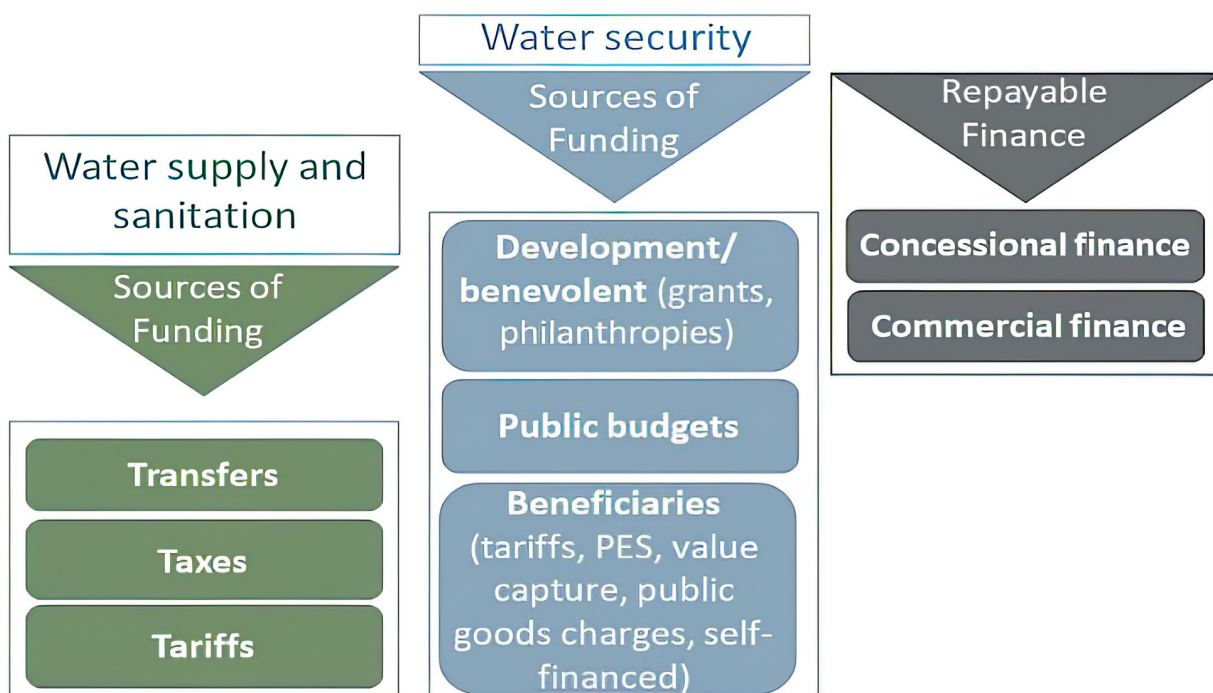 Water supply and
sanitation
Sources of
Funding
Transfers
Taxes
Tariffs
Water security
Sources of
Funding
Development/
benevolent (grants,
philanthropies)
Public budgets
Beneficiaries
(tariffs, PES, value
capture, public
goods charges, self-
financed)
Repayable
Finance
Concessional finance
Commercial finance